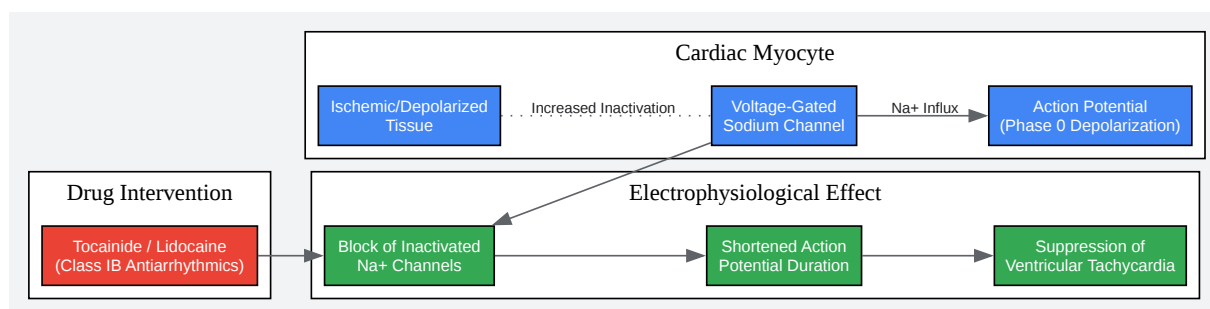 Cardiac Myocyte
Ischemic/Depolarized
Tissue
Increased Inactivation
Voltage-Gated
Sodium Channel
Na+ Influx
Action Potential
(Phase 0 Depolarization)
Drug Intervention
Tocainide / Lidocaine
(Class IB Antiarrhythmics)
Electrophysiological Effect
Block of Inactivated
Na+ Channels
Shortened Action
Potential Duration
Suppression of
Ventricular Tachycardia